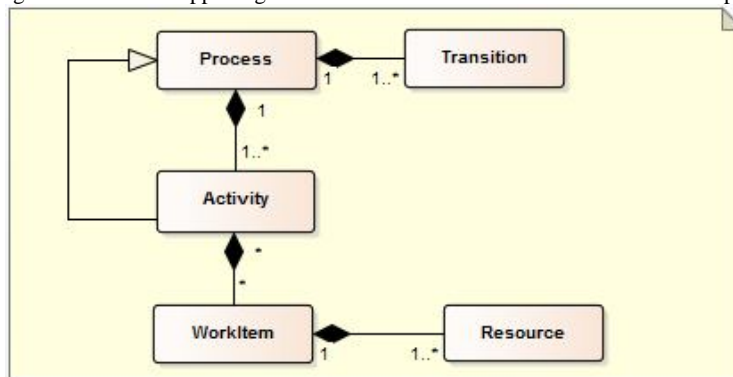 Process
Transition
1
1..*
1
1..*
Activity
*
*
WorkItem
Resource
1
1..*